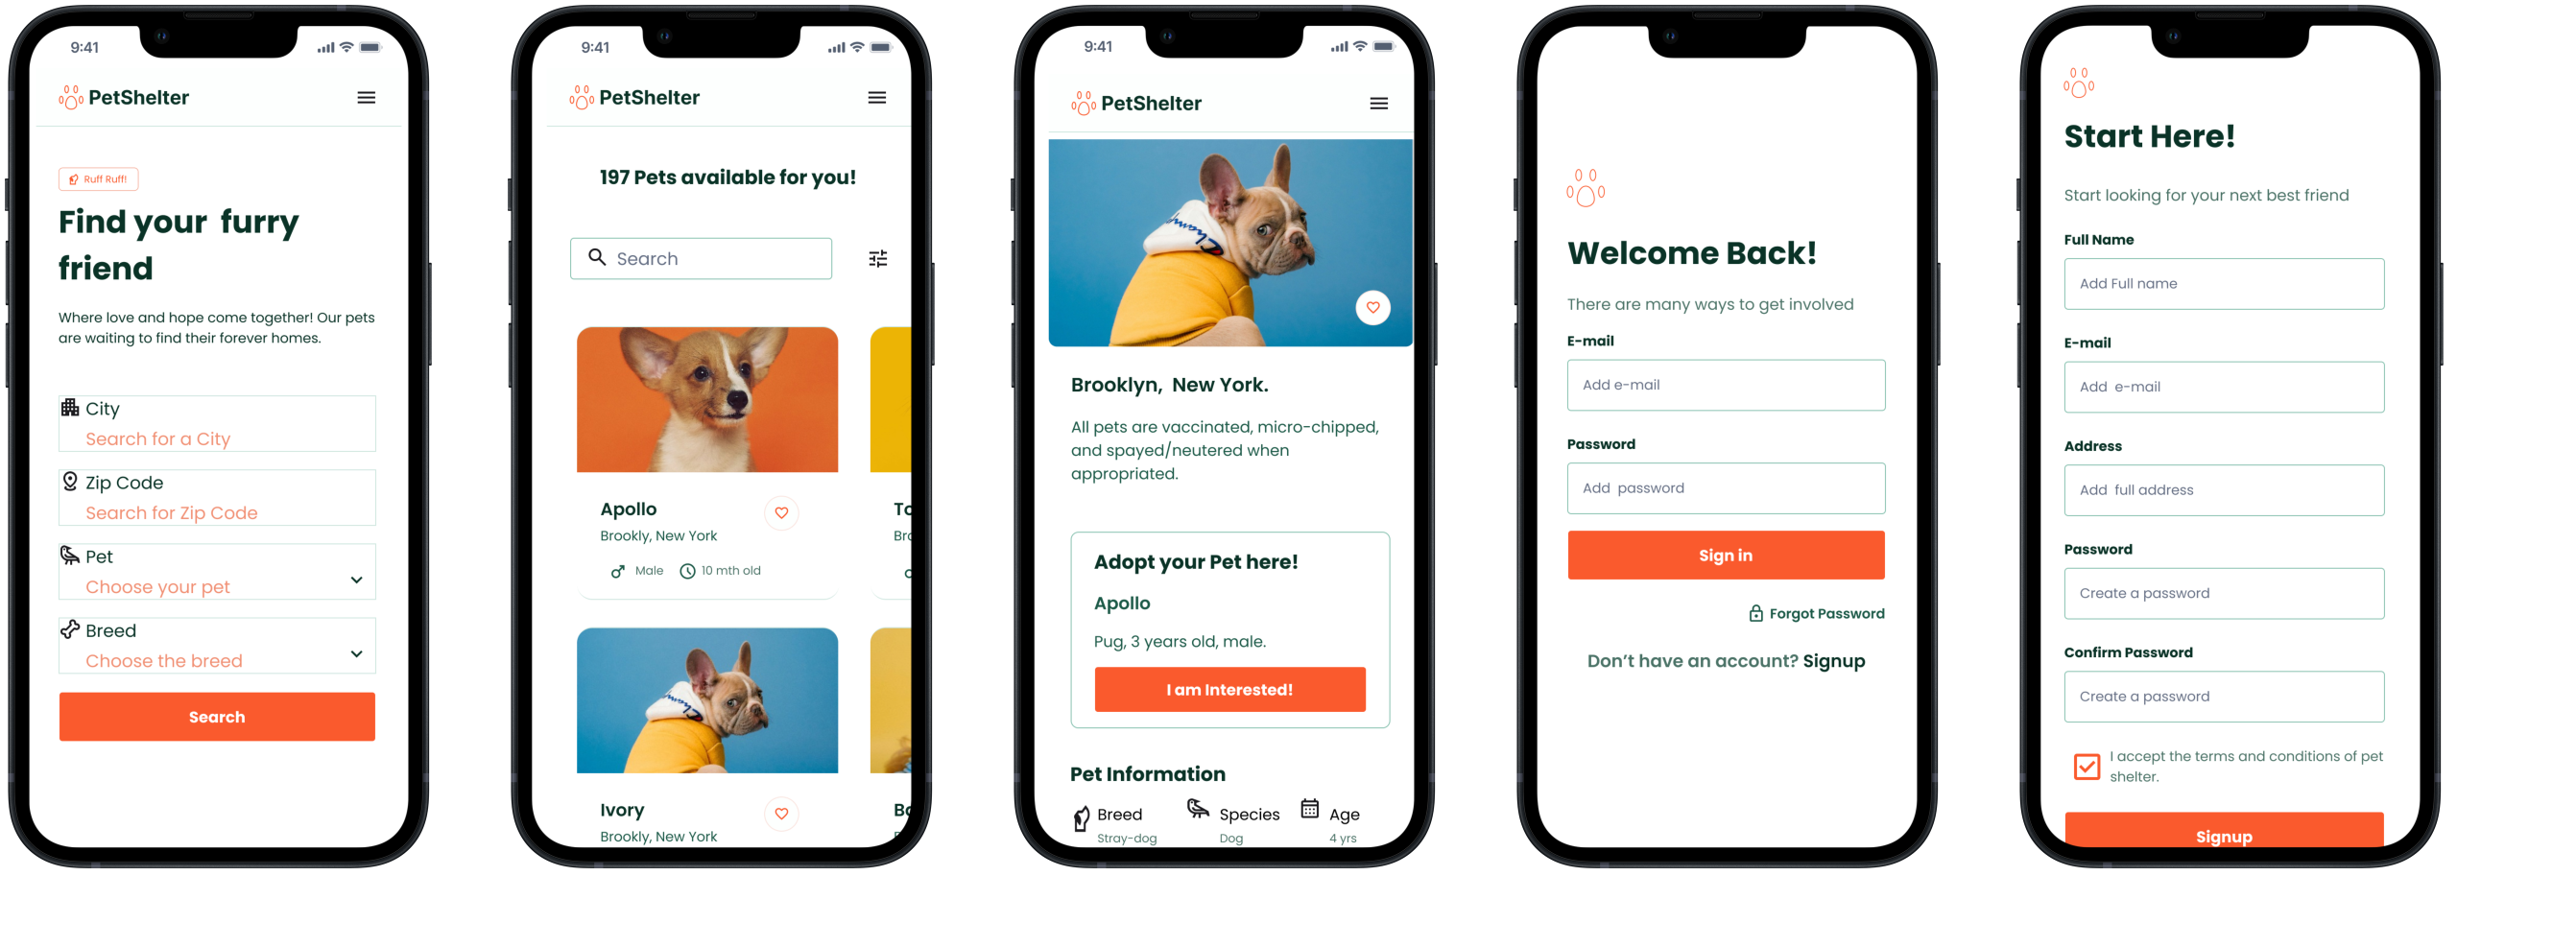 9:41
PetShelter
Ruff Ruff!
Find your furry
friend
Where love and hope come together! Our pets
are waiting to find their forever homes.
City
Search for a City
Zip Code
Search for Zip Code
Pet
Choose your pet
Breed
Choose the breed
Search
9:41
PetShelter
197 Pets available for you!
Search
Apollo
Brookly, New York
Male 10 mth old
To
Bro
Ivory
Brookly, New York
Bo
9:41
PetShelter
Brooklyn, New York.
All pets are vaccinated, micro-chipped,
and spayed/neutered when
appropriated.
Adopt your Pet here!
Apollo
Pug, 3 years old, male.
I am Interested!
Pet Information
Breed Species Age
Stray-dog Dog 4 yrs
Welcome Back!
There are many ways to get involved
E-mail
Add e-mail
Password
Add password
Sign in
Forgot Password
Don't have an account? Signup
Start Here!
Start looking for your next best friend
Full Name
Add Full name
E-mail
Add e-mail
Address
Add full address
Password
Create a password
Confirm Password
Create a password
I accept the terms and conditions of pet
shelter.
Signup